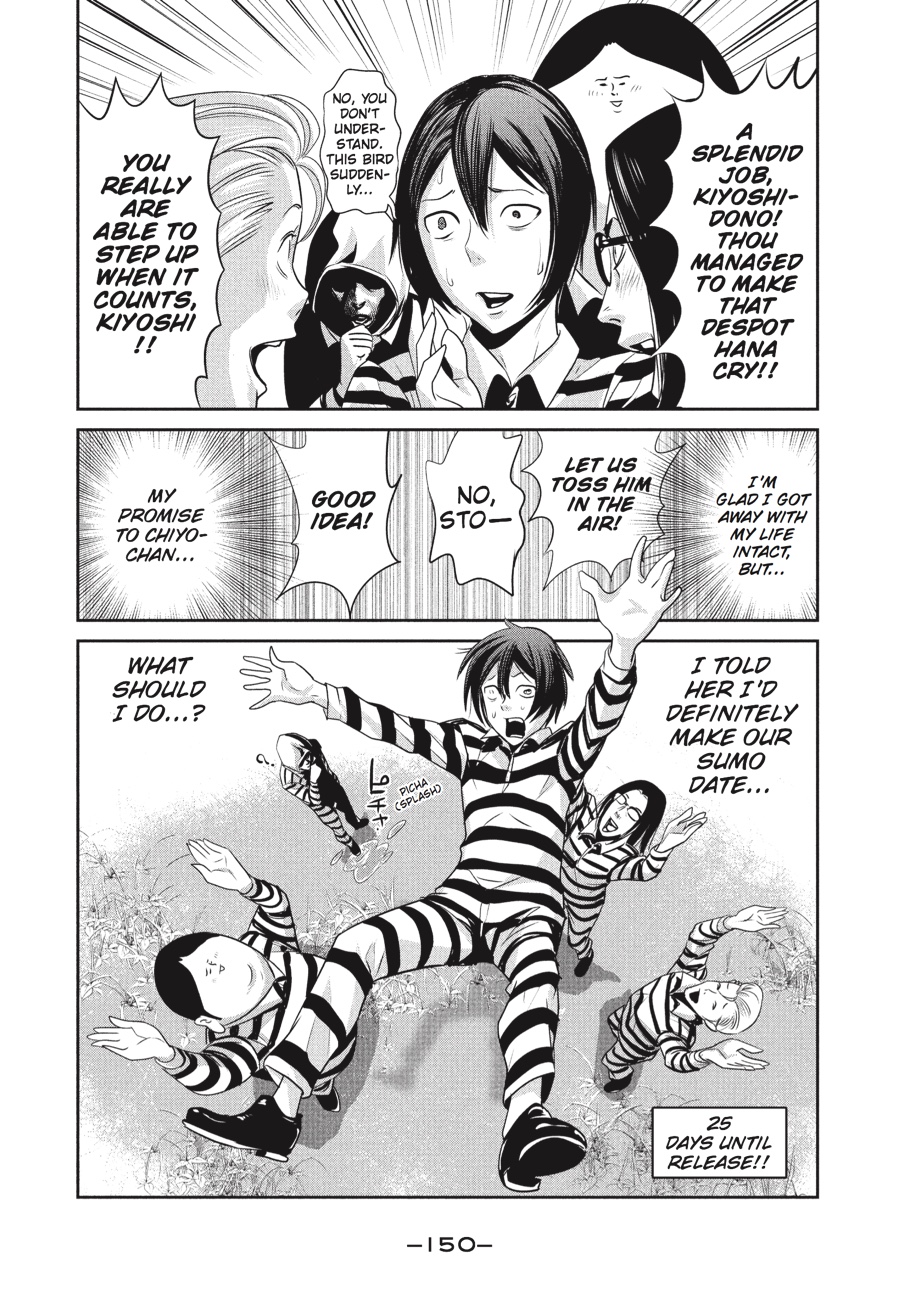 A
SPLENDID
JOB,
KIYOSHI-
DONO!
THOU
MANAGED
TO MAKE
THAT
DESPOT
HANA
CRY!!
NO, YOU
DON'T
UNDER-
STAND.
THIS BIRD
SUDDEN-
LY...
YOU
REALLY
ARE
ABLE TO
STEP UP
WHEN IT
COUNTS,
KIYOSHI
!!
I'M
GLAD I GOT
AWAY WITH
MY LIFE
INTACT,
BUT...
LET US
TOSS HIM
IN THE
AIR!
NO,
STO—
GOOD
IDEA!
MY
PROMISE
TO CHIYO-
CHAN...
I TOLD
HER I'D
DEFINITELY
MAKE OUR
SUMO
DATE...
WHAT
SHOULD
I DO...?
?
ピチャ
PICHA
(SPLASH)
25
DAYS UNTIL
RELEASE!!
—150—